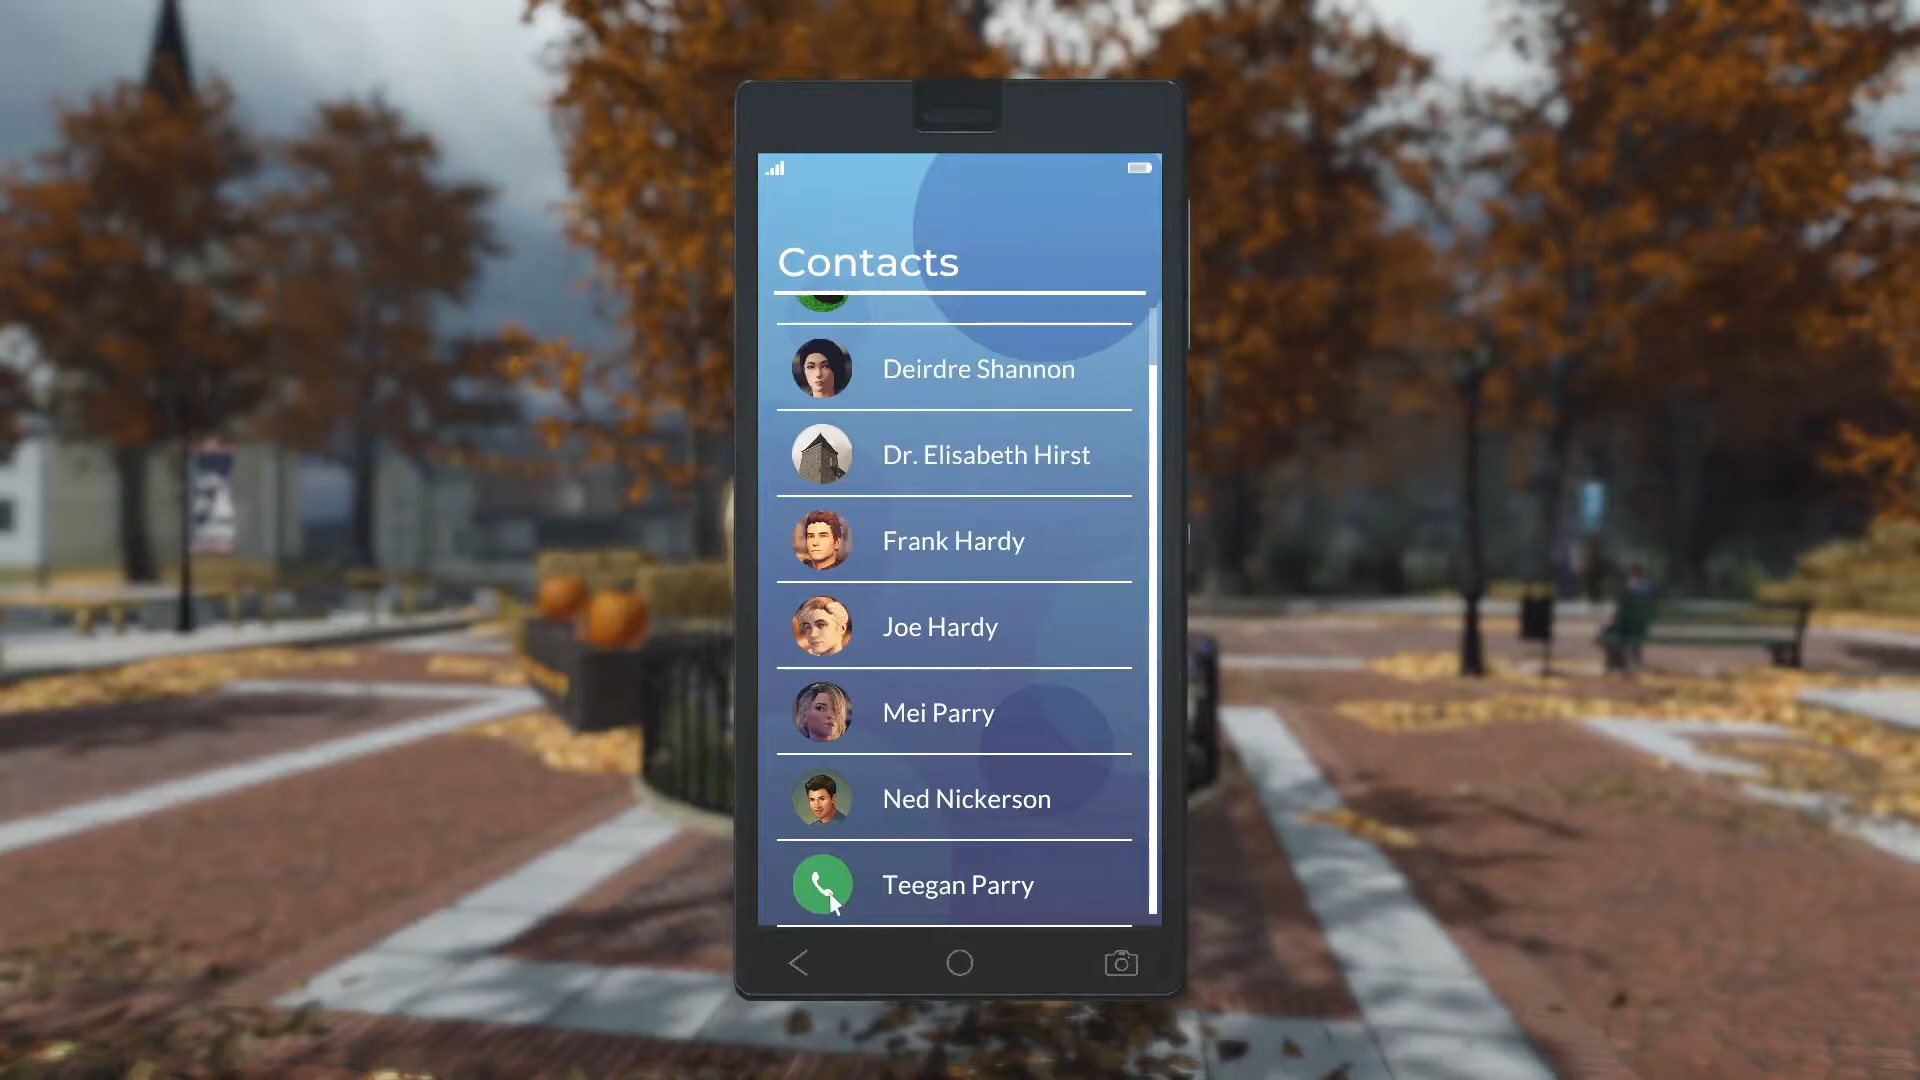 Contacts
Deirdre Shannon
Dr. Elisabeth Hirst
Frank Hardy
Joe Hardy
Mei Parry
Ned Nickerson
Teegan Parry